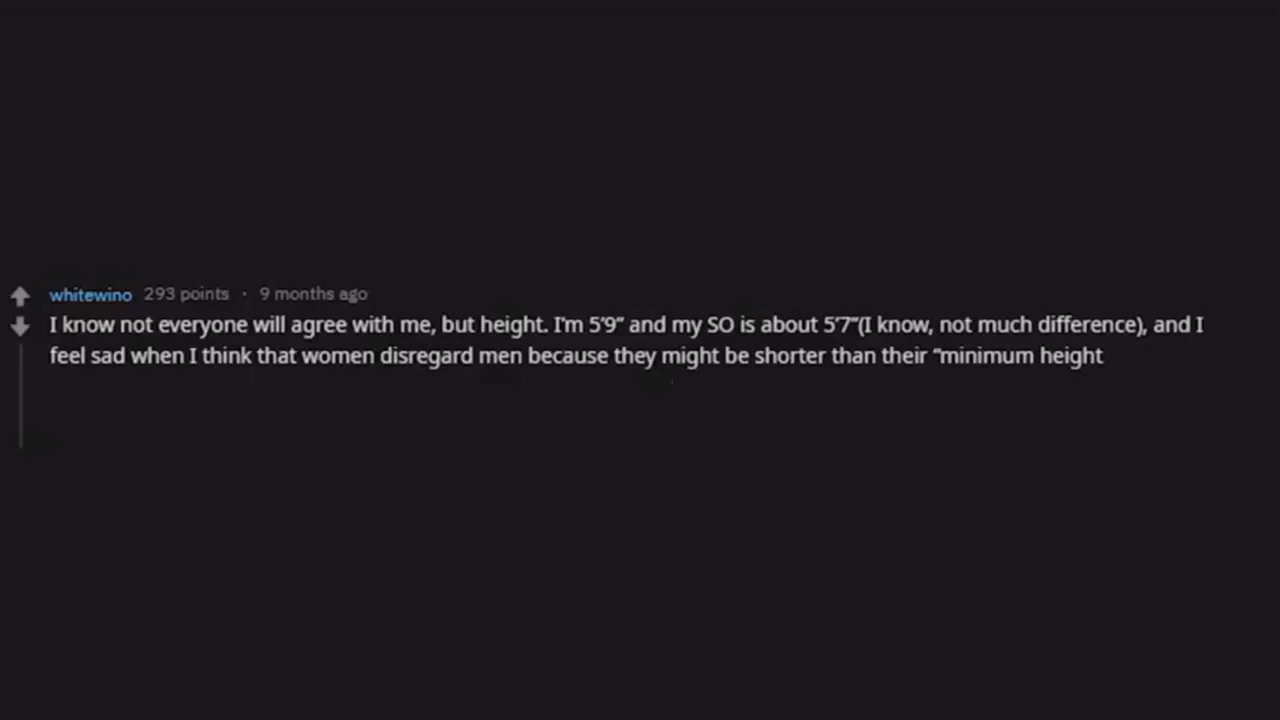 whitewino 293 points · 9 months ago
I know not everyone will agree with me, but height. I'm 5'9" and my SO is about 5'7"(I know, not much difference), and I
feel sad when I think that women disregard men because they might be shorter than their "minimum height